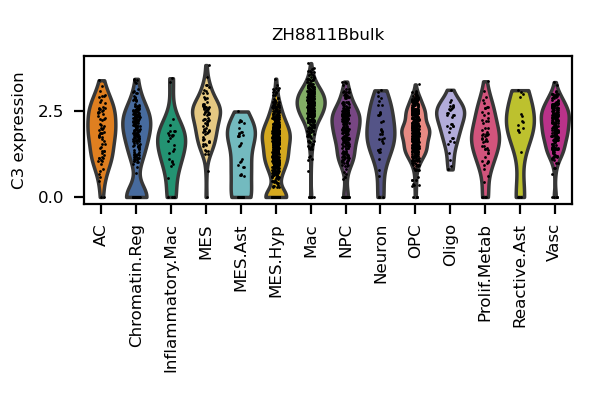 ZH8811Bbulk
C3 expression
2.5
0.0
AC
Chromatin.Reg
Inflammatory.Mac
MES
MES.Ast
MES.Hyp
Mac
NPC
Neuron
OPC
Oligo
Prolif.Metab
Reactive.Ast
Vasc